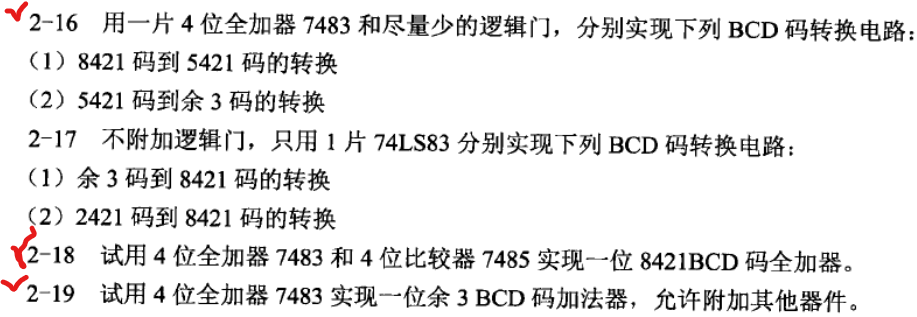 2-16 用一片 4 位全加器 7483 和尽量少的逻辑门，分别实现下列 BCD 码转换电路：
（1）8421 码到 5421 码的转换
（2）5421 码到余 3 码的转换
2-17 不附加逻辑门，只用 1 片 74LS83 分别实现下列 BCD 码转换电路：
（1）余 3 码到 8421 码的转换
（2）2421 码到 8421 码的转换
2-18 试用 4 位全加器 7483 和 4 位比较器 7485 实现一位 8421BCD 码全加器。
2-19 试用 4 位全加器 7483 实现一位余 3 BCD 码加法器，允许附加其他器件。